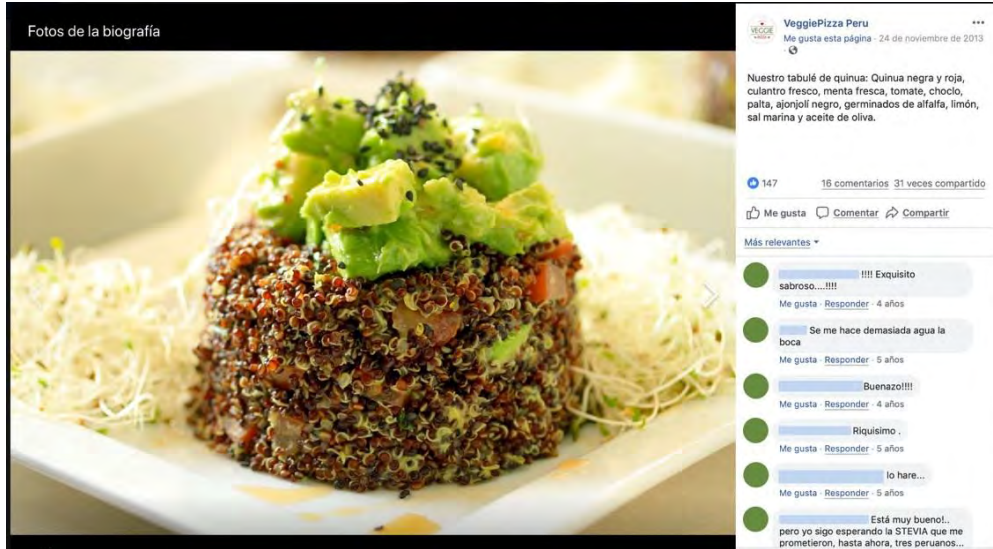 Fotos de la biografía
VEGGIE
VeggiePizza Peru
Me gusta esta página · 24 de noviembre de 2013
Nuestro tabulé de quinua: Quinua negra y roja,
culantro fresco, menta fresca, tomate, choclo,
palta, ajonjolí negro, germinados de alfalfa, limón,
sal marina y aceite de oliva.
147
16 comentarios 31 veces compartido
Me gusta Comentar Compartir
Más relevantes
!!!! Exquisito
sabroso....!!!!
Me gusta · Responder · 4 años
Se me hace demasiada agua la
boca
Me gusta · Responder · 5 años
Buenazo!!!!
Me gusta · Responder · 4 años
Riquisimo .
Me gusta · Responder · 5 años
lo hare...
Me gusta · Responder · 5 años
Está muy bueno!..
pero yo sigo esperando la STEVIA que me
prometieron, hasta ahora, tres peruanos...